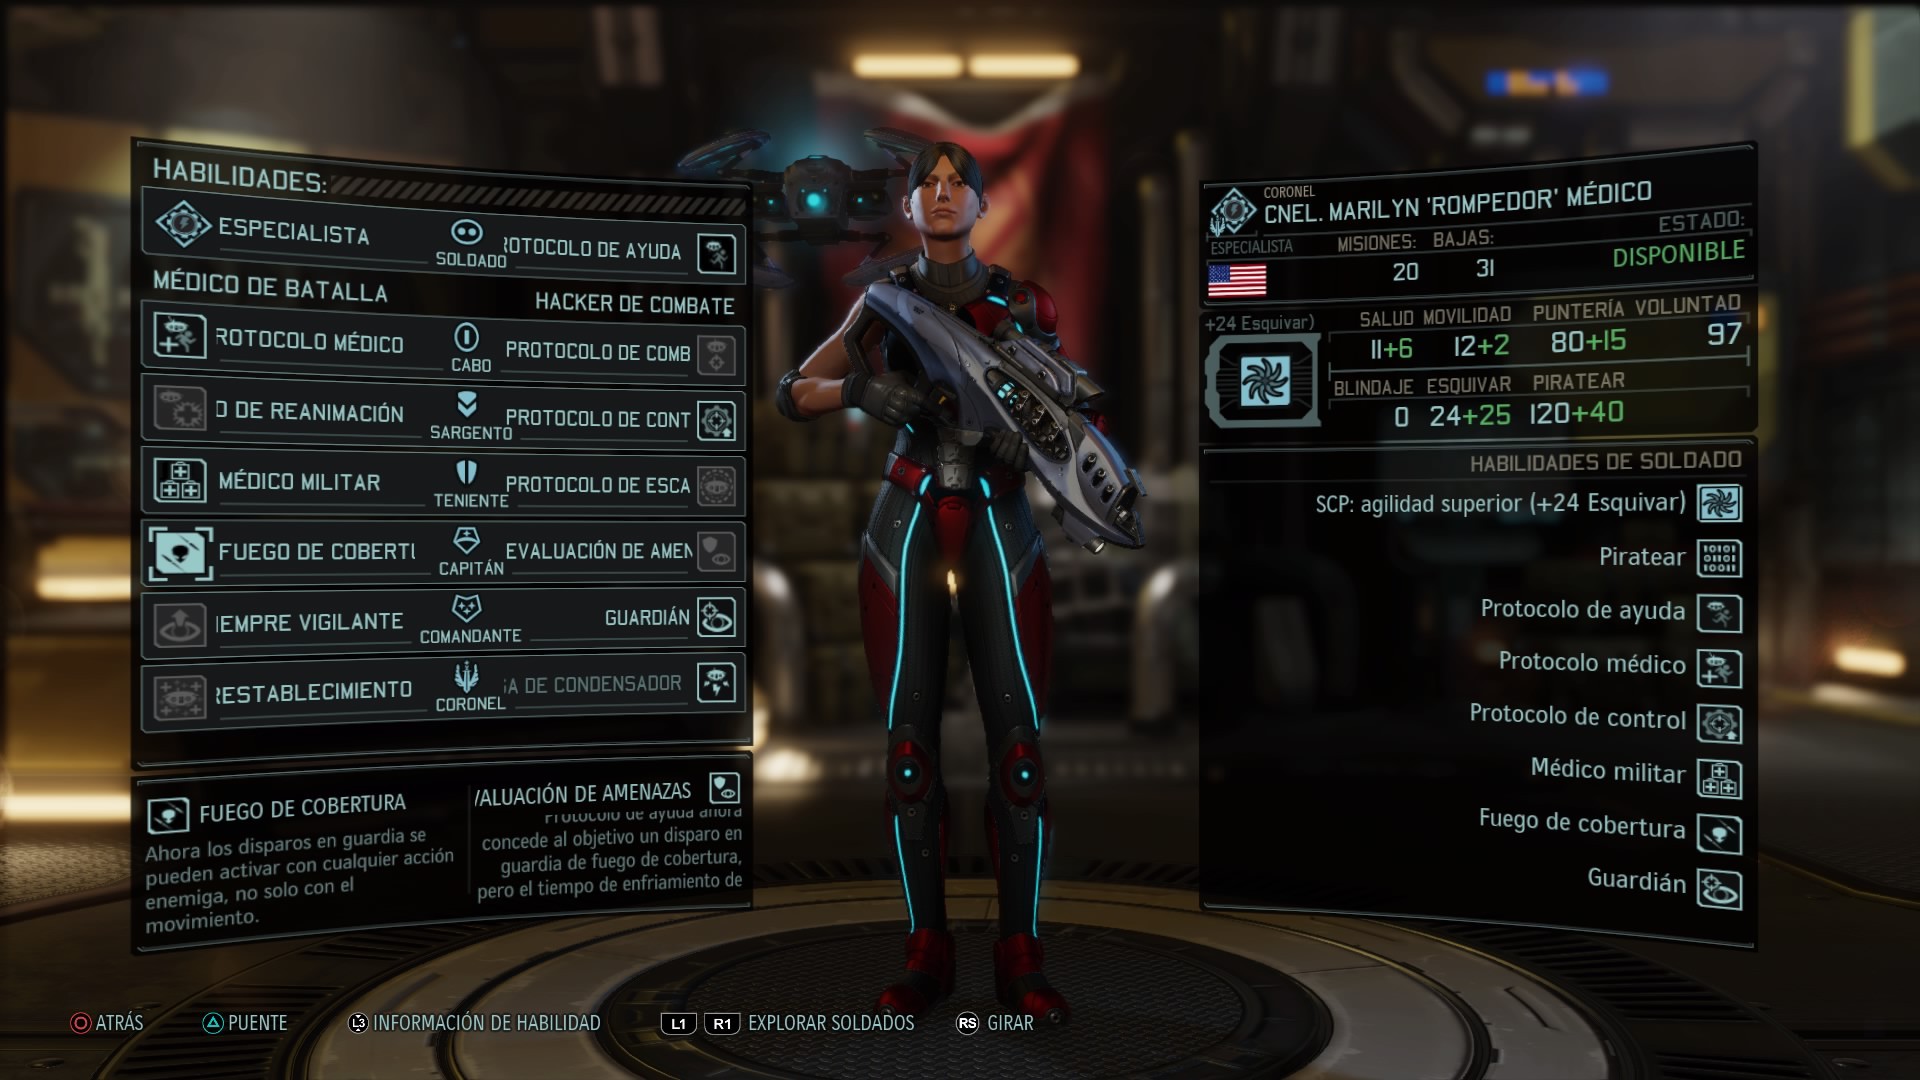 HABILIDADES:
ESPECIALISTA
SOLDADO
ROTOCOLO DE AYUDA
MÉDICO DE BATALLA
HACKER DE COMBATE
ROTOCOLO MÉDICO
CABO
PROTOCOLO DE COMB
O DE REANIMACIÓN
SARGENTO
PROTOCOLO DE CONT
MÉDICO MILITAR
TENIENTE
PROTOCOLO DE ESCA
FUEGO DE COBERTU
CAPITÁN
EVALUACIÓN DE AMEN
IEMPRE VIGILANTE
COMANDANTE
GUARDIÁN
RESTABLECIMIENTO
CORONEL
GA DE CONDENSADOR
FUEGO DE COBERTURA
Ahora los disparos en guardia se
pueden activar con cualquier acción
enemiga, no solo con el
movimiento.
VALUACIÓN DE AMENAZAS
Protocolo de ayuda ahora
concede al objetivo un disparo en
guardia de fuego de cobertura,
pero el tiempo de enfriamiento de
CORONEL
CNEL. MARILYN 'ROMPEDOR' MÉDICO
ESPECIALISTA
MISIONES: BAJAS:
ESTADO:
20 31
DISPONIBLE
+24 Esquivar)
SALUD MOVILIDAD PUNTERÍA VOLUNTAD
11+6 12+2 80+15 97
BLINDAJE ESQUIVAR PIRATEAR
0 24+25 120+40
HABILIDADES DE SOLDADO
SCP: agilidad superior (+24 Esquivar)
Piratear
Protocolo de ayuda
Protocolo médico
Protocolo de control
Médico militar
Fuego de cobertura
Guardián
ATRÁS
PUENTE
L3 INFORMACIÓN DE HABILIDAD
L1 R1 EXPLORAR SOLDADOS
RS GIRAR